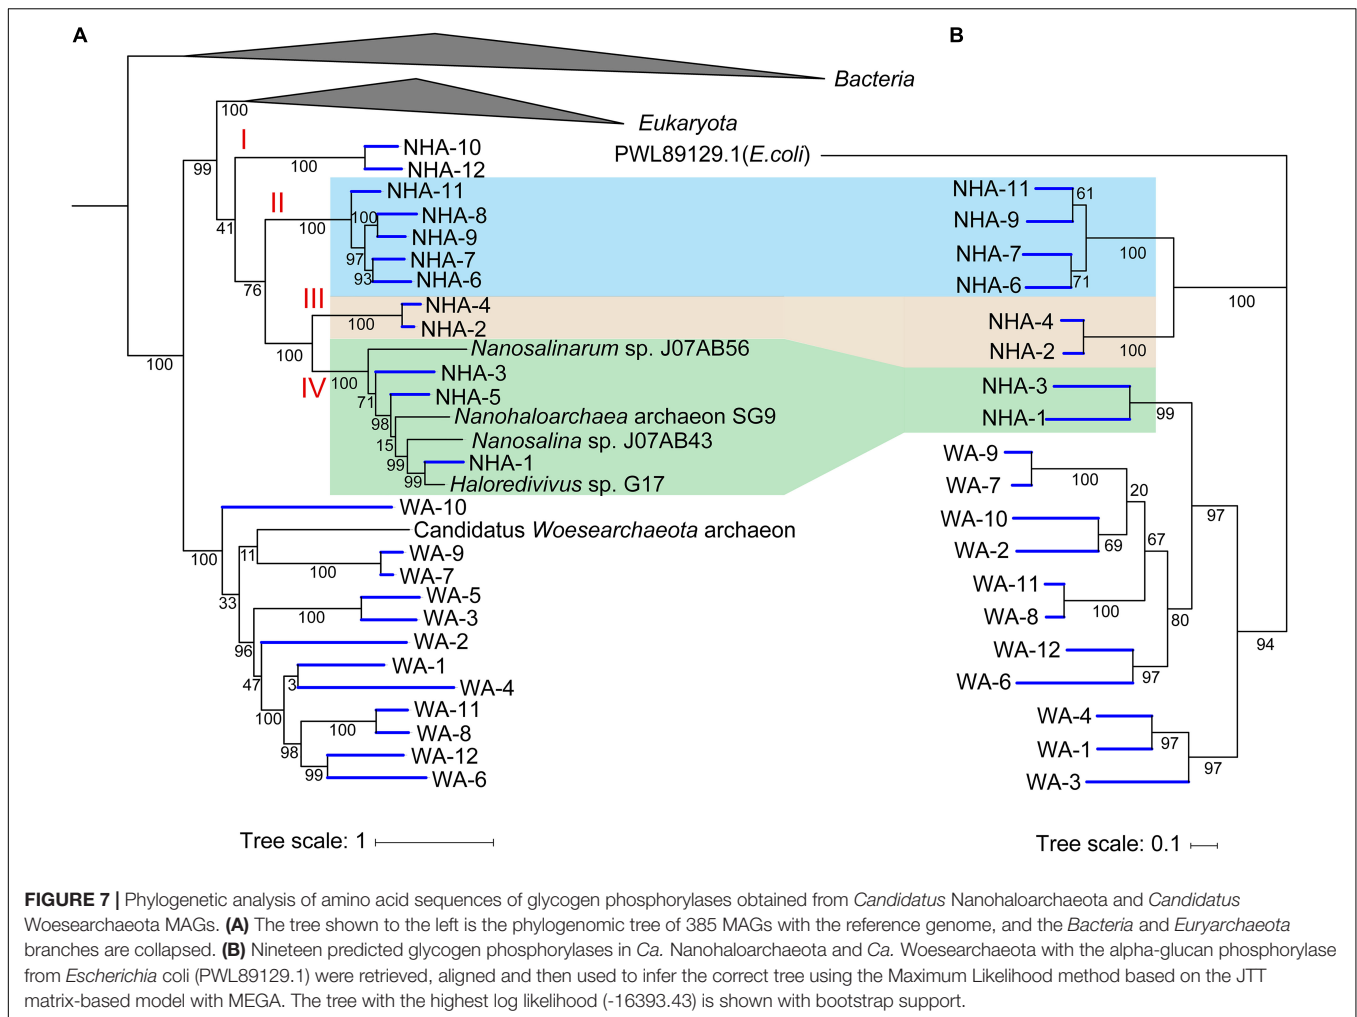 A
B
Bacteria
100
Eukaryota
I
99
100
NHA-10
NHA-12
PWL89129.1(E.coli)
II
41
100
NHA-11
100
NHA-8
NHA-9
97
NHA-7
93
NHA-6
76
III
100
NHA-4
NHA-2
100
IV
100
Nanosalinarum sp. J07AB56
71
NHA-3
NHA-5
98
Nanohaloarchaea archaeon SG9
15
Nanosalina sp. J07AB43
99
NHA-1
99
Haloredivivus sp. G17
100
WA-10
100
Candidatus Woesearchaeota archaeon
11
WA-9
100
WA-7
33
WA-5
100
WA-3
96
WA-2
47
WA-1
3
WA-4
100
WA-11
100
WA-8
98
WA-12
99
WA-6
Tree scale: 1
NHA-11
61
NHA-9
100
NHA-7
71
NHA-6
100
NHA-4
100
NHA-2
NHA-3
99
NHA-1
WA-9
100
WA-7
20
97
WA-10
69
WA-2
67
WA-11
100
WA-8
80
WA-12
97
WA-6
94
WA-4
97
WA-1
97
WA-3
Tree scale: 0.1
FIGURE 7 | Phylogenetic analysis of amino acid sequences of glycogen phosphorylases obtained from Candidatus Nanohaloarchaeota and Candidatus
Woesearchaeota MAGs. (A) The tree shown to the left is the phylogenomic tree of 385 MAGs with the reference genome, and the Bacteria and Euryarchaeota
branches are collapsed. (B) Nineteen predicted glycogen phosphorylases in Ca. Nanohaloarchaeota and Ca. Woesearchaeota with the alpha-glucan phosphorylase
from Escherichia coli (PWL89129.1) were retrieved, aligned and then used to infer the correct tree using the Maximum Likelihood method based on the JTT
matrix-based model with MEGA. The tree with the highest log likelihood (-16393.43) is shown with bootstrap support.